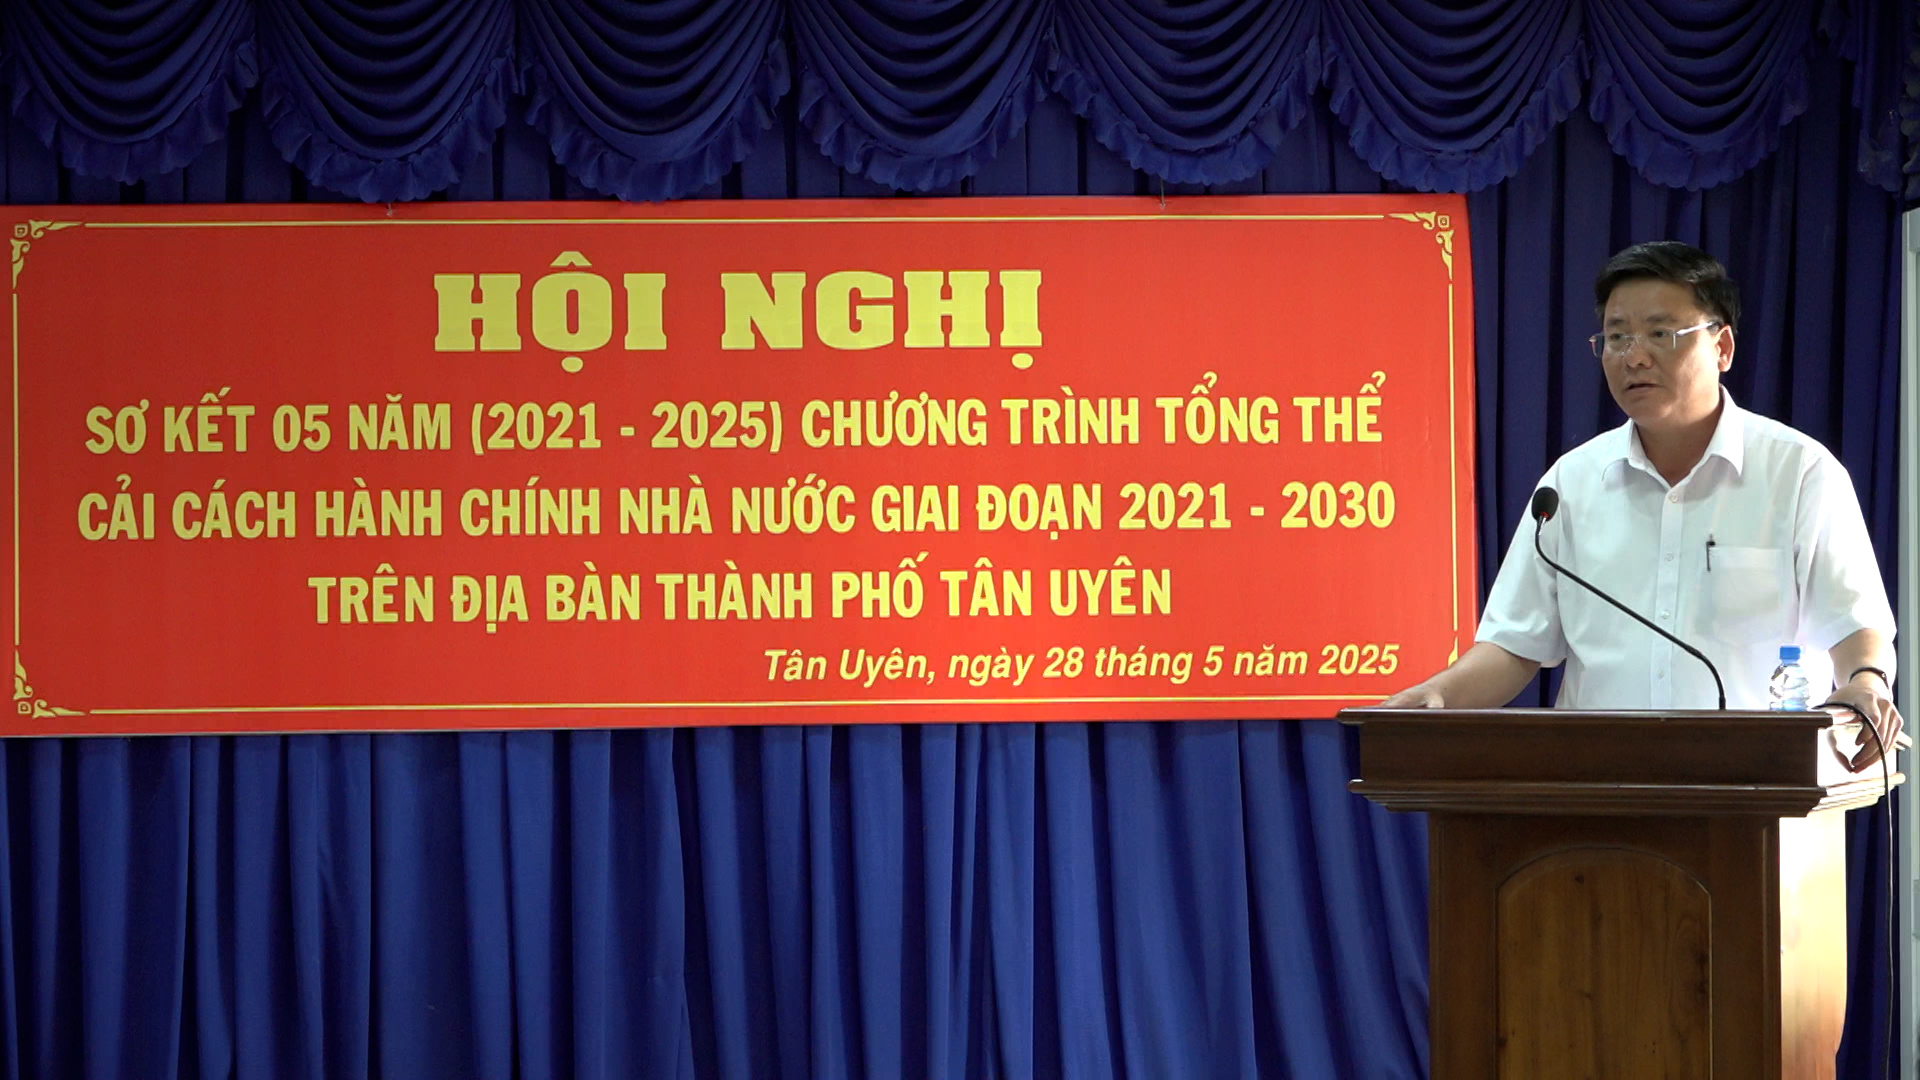 HỘI NGHỊ
SƠ KẾT 05 NĂM (2021 - 2025) CHƯƠNG TRÌNH TỔNG THỂ
CẢI CÁCH HÀNH CHÍNH NHÀ NƯỚC GIAI ĐOẠN 2021 - 2030
TRÊN ĐỊA BÀN THÀNH PHỐ TÂN UYÊN
Tân Uyên, ngày 28 tháng 5 năm 2025